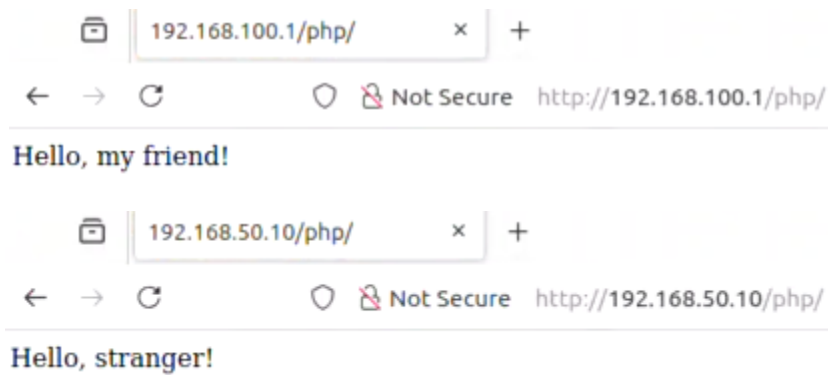 192.168.100.1/php/ × +
Not Secure http://192.168.100.1/php/
Hello, my friend!
192.168.50.10/php/ × +
Not Secure http://192.168.50.10/php/
Hello, stranger!